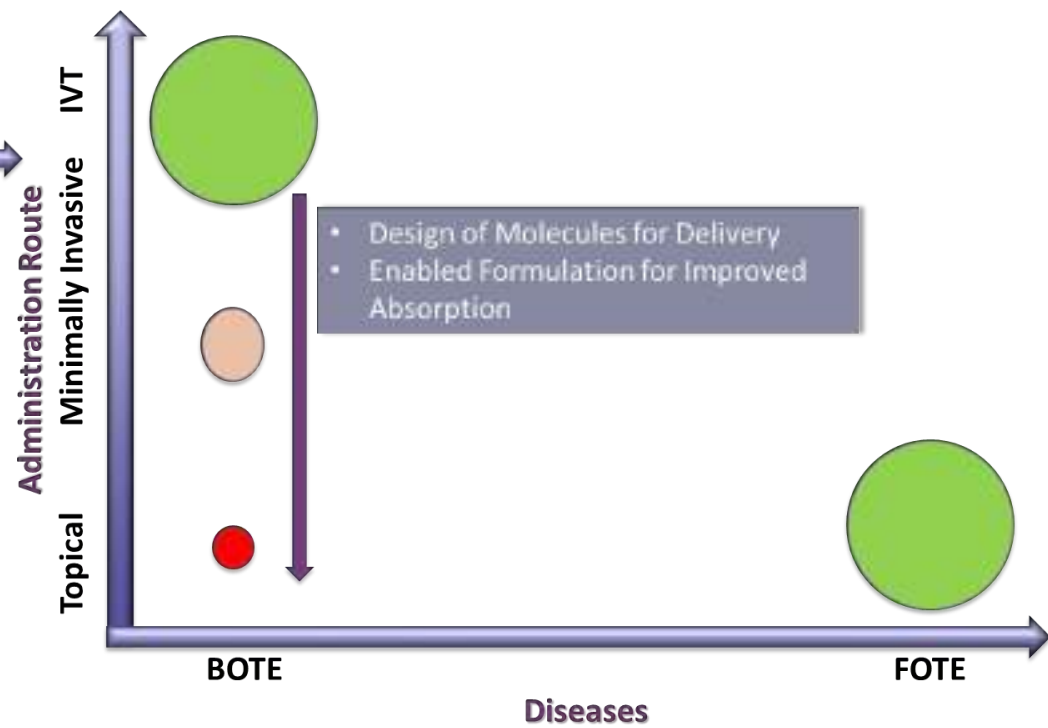 IVT
Minimally Invasive
Topical
Administration Route
• Design of Molecules for Delivery
• Enabled Formulation for Improved
Absorption
BOTE
FOTE
Diseases